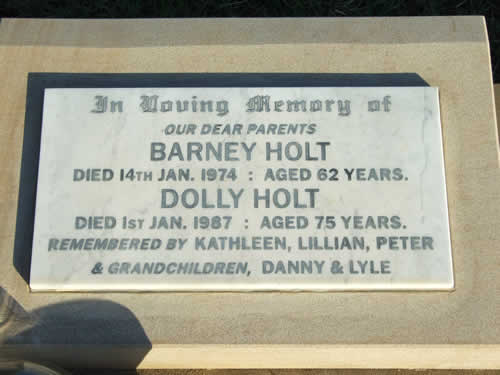 In Loving Memory of
OUR DEAR PARENTS
BARNEY HOLT
DIED 14TH JAN. 1974 : AGED 62 YEARS.
DOLLY HOLT
DIED 1ST JAN. 1987 : AGED 75 YEARS.
REMEMBERED BY KATHLEEN, LILLIAN, PETER
& GRANDCHILDREN, DANNY & LYLE